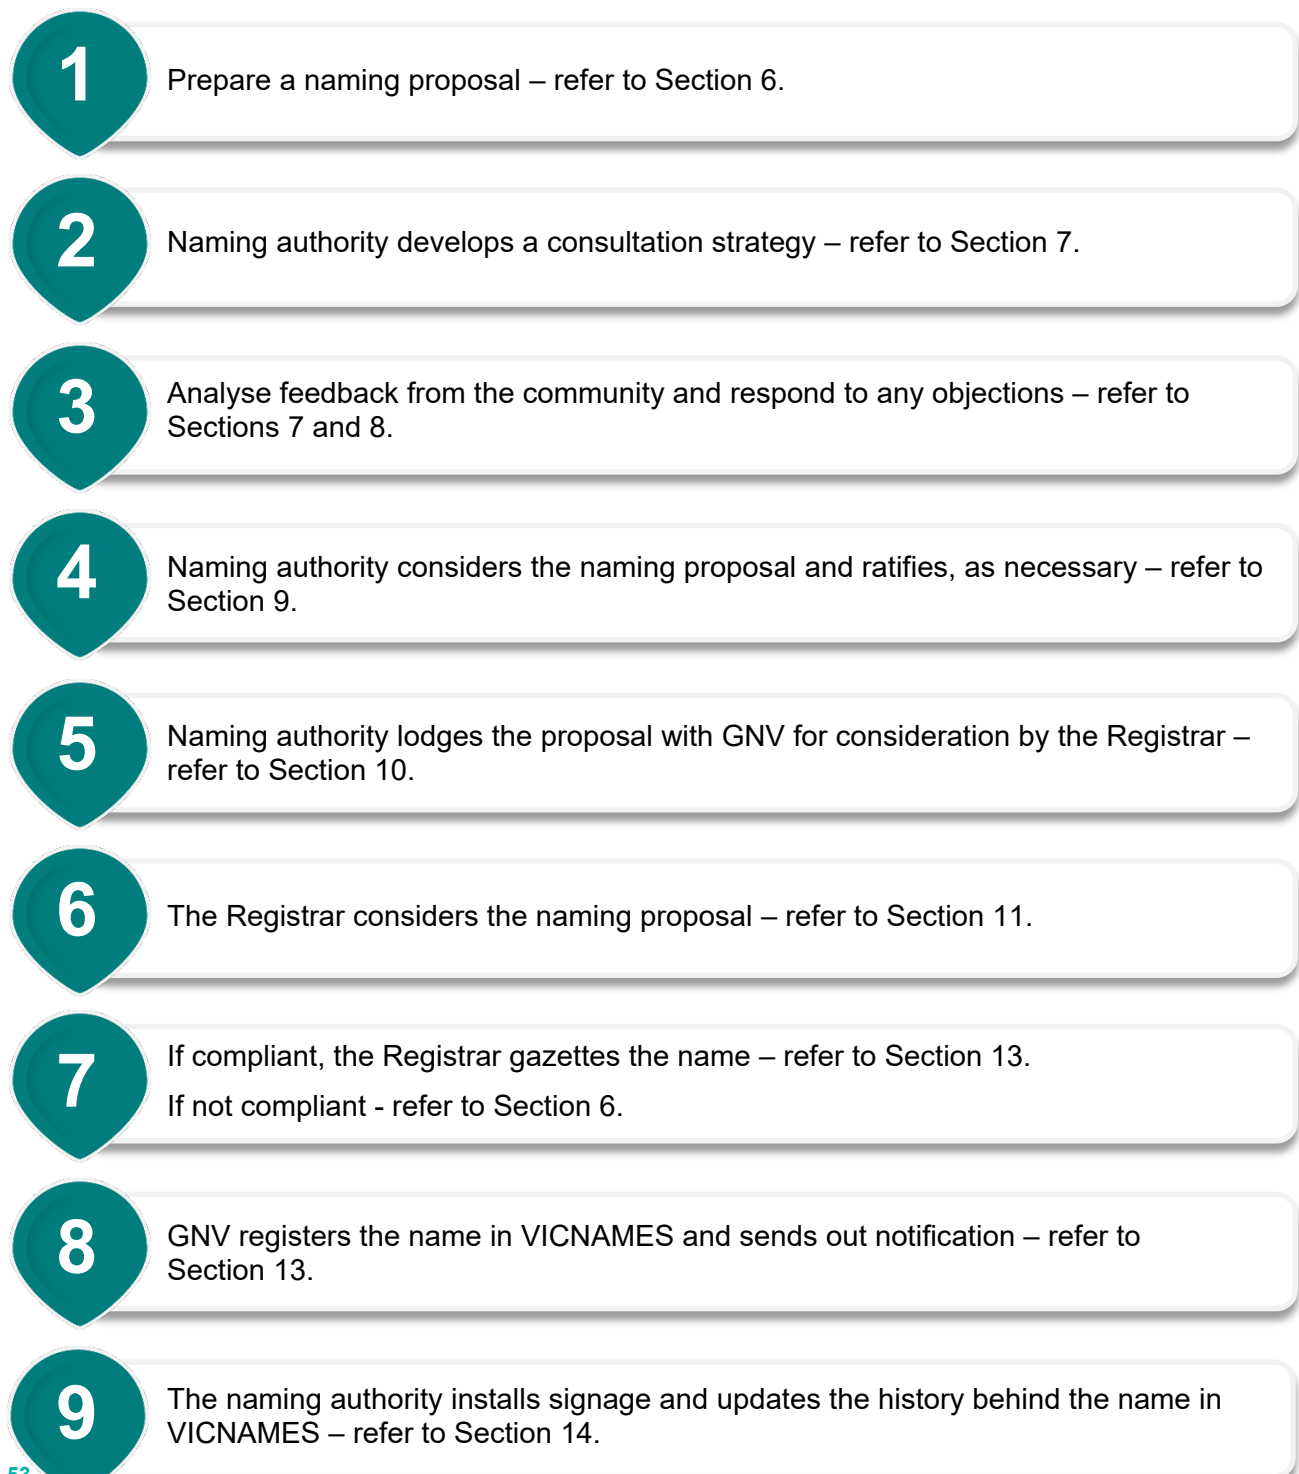 1
Prepare a naming proposal – refer to Section 6.
2
Naming authority develops a consultation strategy – refer to Section 7.
3
Analyse feedback from the community and respond to any objections – refer to
Sections 7 and 8.
4
Naming authority considers the naming proposal and ratifies, as necessary – refer to
Section 9.
5
Naming authority lodges the proposal with GNV for consideration by the Registrar –
refer to Section 10.
6
The Registrar considers the naming proposal – refer to Section 11.
7
If compliant, the Registrar gazettes the name – refer to Section 13.
If not compliant - refer to Section 6.
8
GNV registers the name in VICNAMES and sends out notification – refer to
Section 13.
9
The naming authority installs signage and updates the history behind the name in
VICNAMES – refer to Section 14.